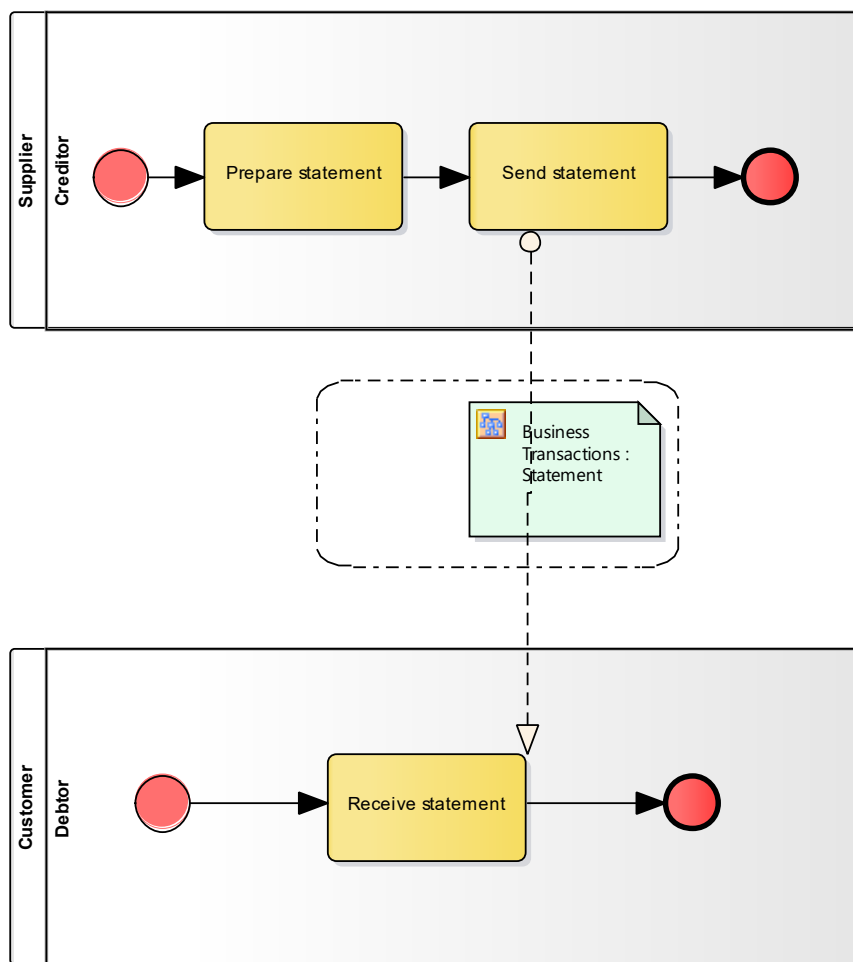 Supplier
Creditor
Prepare statement
Send statement
Business
Transactions :
Statement
Customer
Debtor
Receive statement